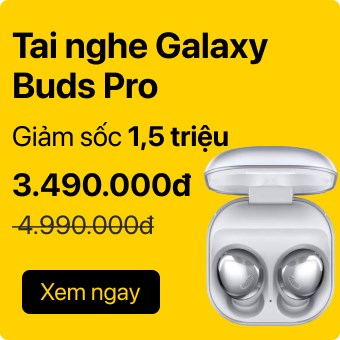 Tai nghe Galaxy
Buds Pro
Giảm sốc 1,5 triệu
3.490.000đ
4.990.000đ
Xem ngay